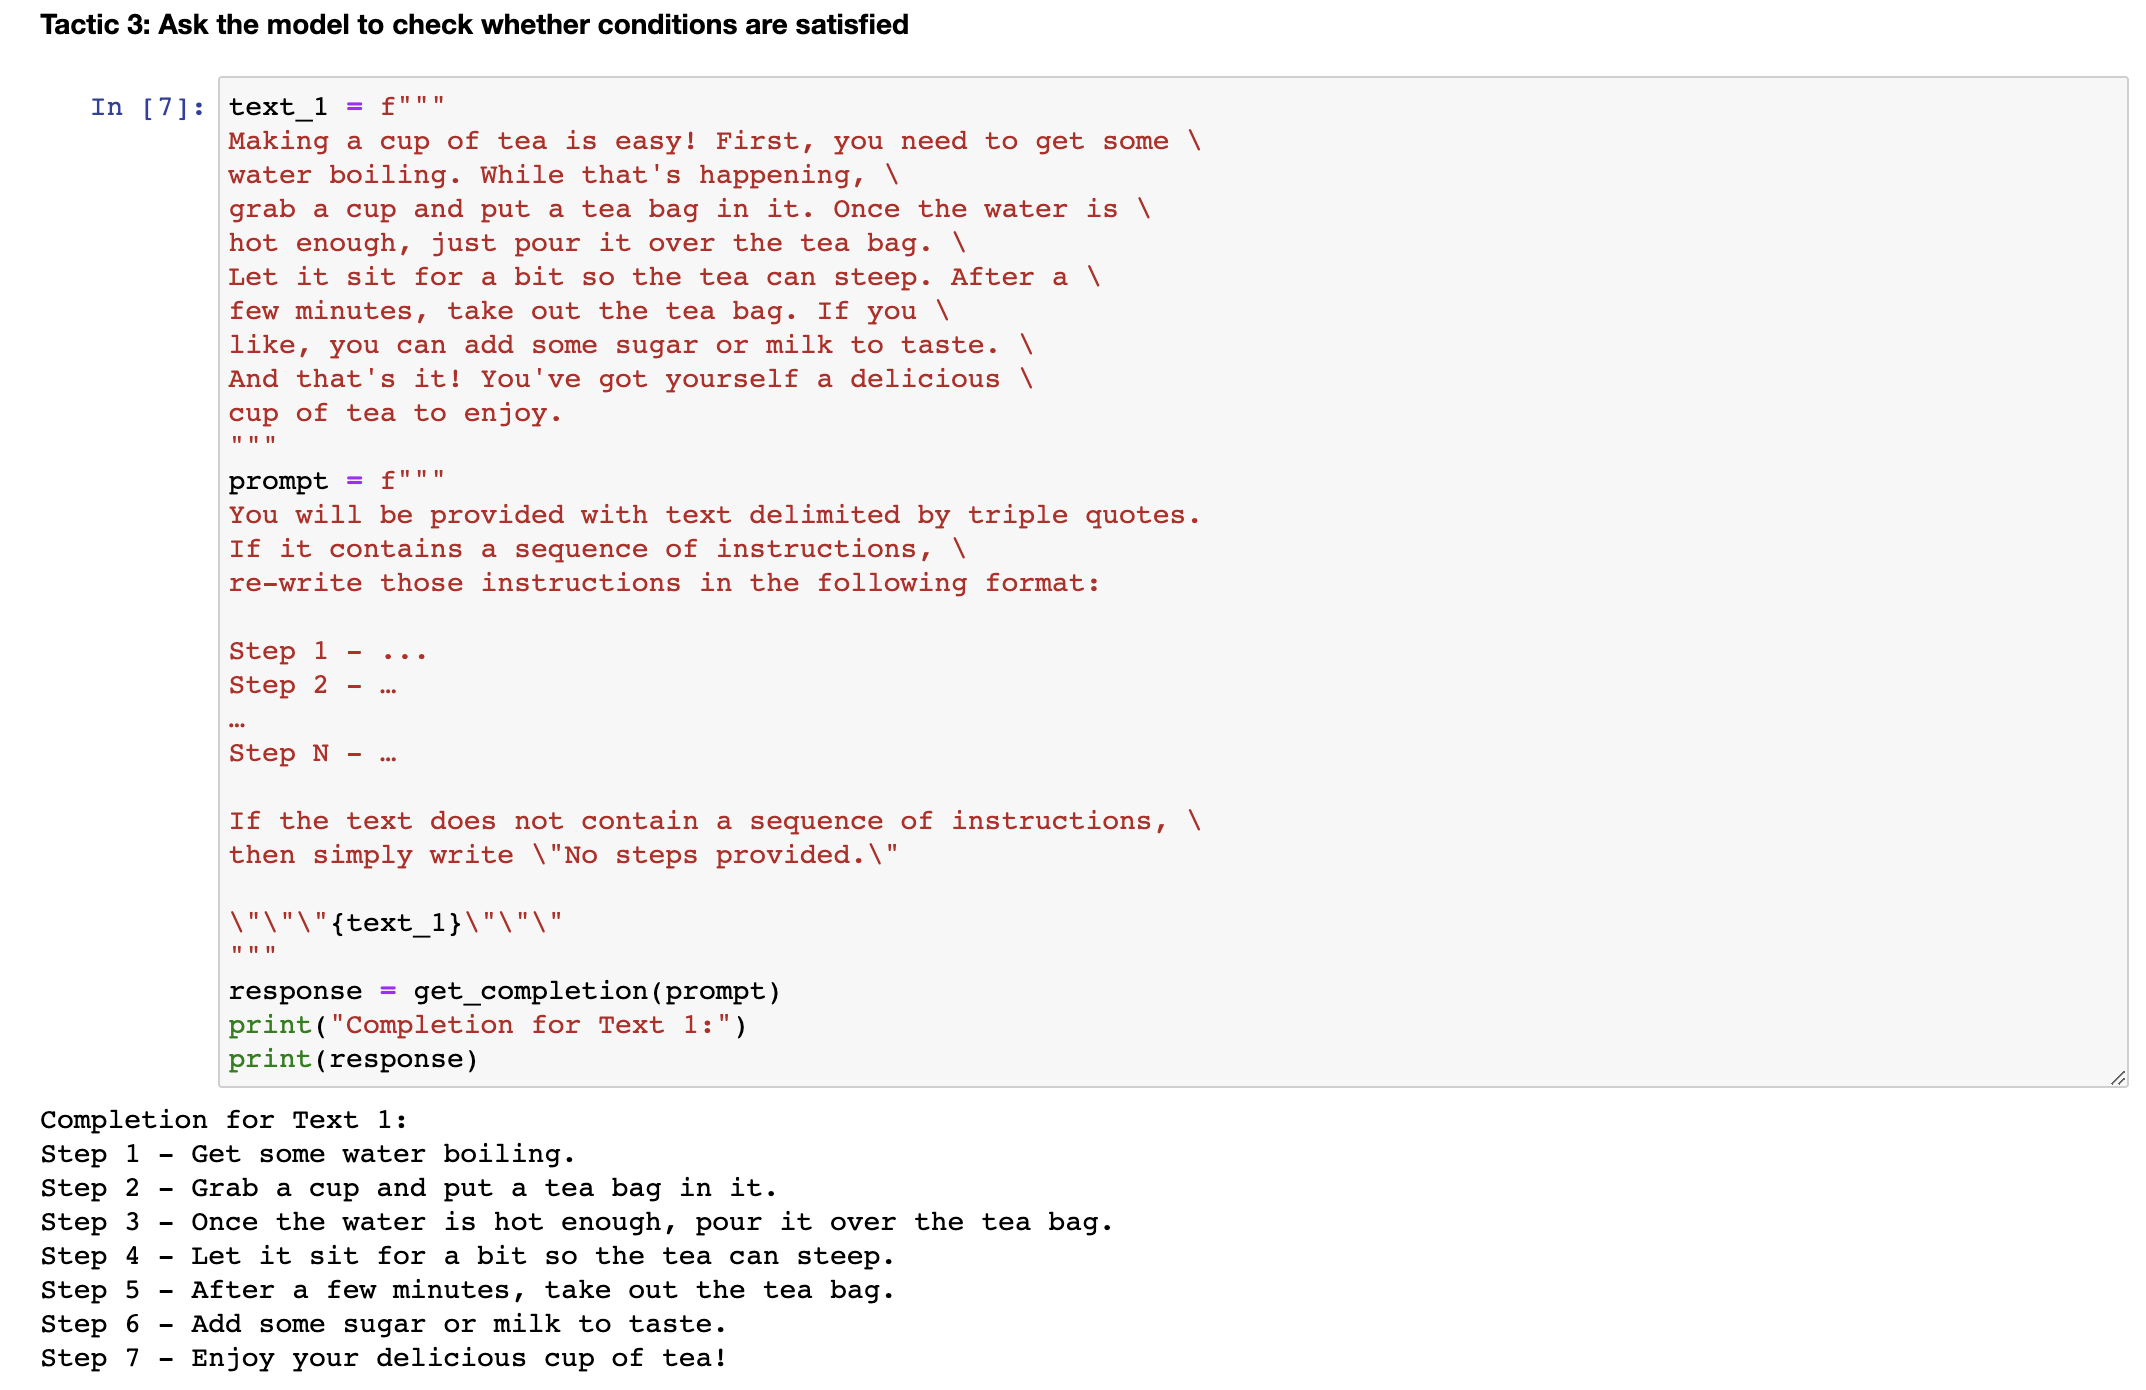 Tactic 3: Ask the model to check whether conditions are satisfied
In [7]: text_1 = f"""
Making a cup of tea is easy! First, you need to get some \
water boiling. While that's happening, \
grab a cup and put a tea bag in it. Once the water is \
hot enough, just pour it over the tea bag. \
Let it sit for a bit so the tea can steep. After a \
few minutes, take out the tea bag. If you \
like, you can add some sugar or milk to taste. \
And that's it! You've got yourself a delicious \
cup of tea to enjoy.
"""
prompt = f"""
You will be provided with text delimited by triple quotes.
If it contains a sequence of instructions, \
re-write those instructions in the following format:

Step 1 - ...
Step 2 - …
…
Step N - …

If the text does not contain a sequence of instructions, \
then simply write \"No steps provided.\"

\"\"\"{text_1}\"\"\"
"""
response = get_completion(prompt)
print("Completion for Text 1:")
print(response)
Completion for Text 1:
Step 1 - Get some water boiling.
Step 2 - Grab a cup and put a tea bag in it.
Step 3 - Once the water is hot enough, pour it over the tea bag.
Step 4 - Let it sit for a bit so the tea can steep.
Step 5 - After a few minutes, take out the tea bag.
Step 6 - Add some sugar or milk to taste.
Step 7 - Enjoy your delicious cup of tea!